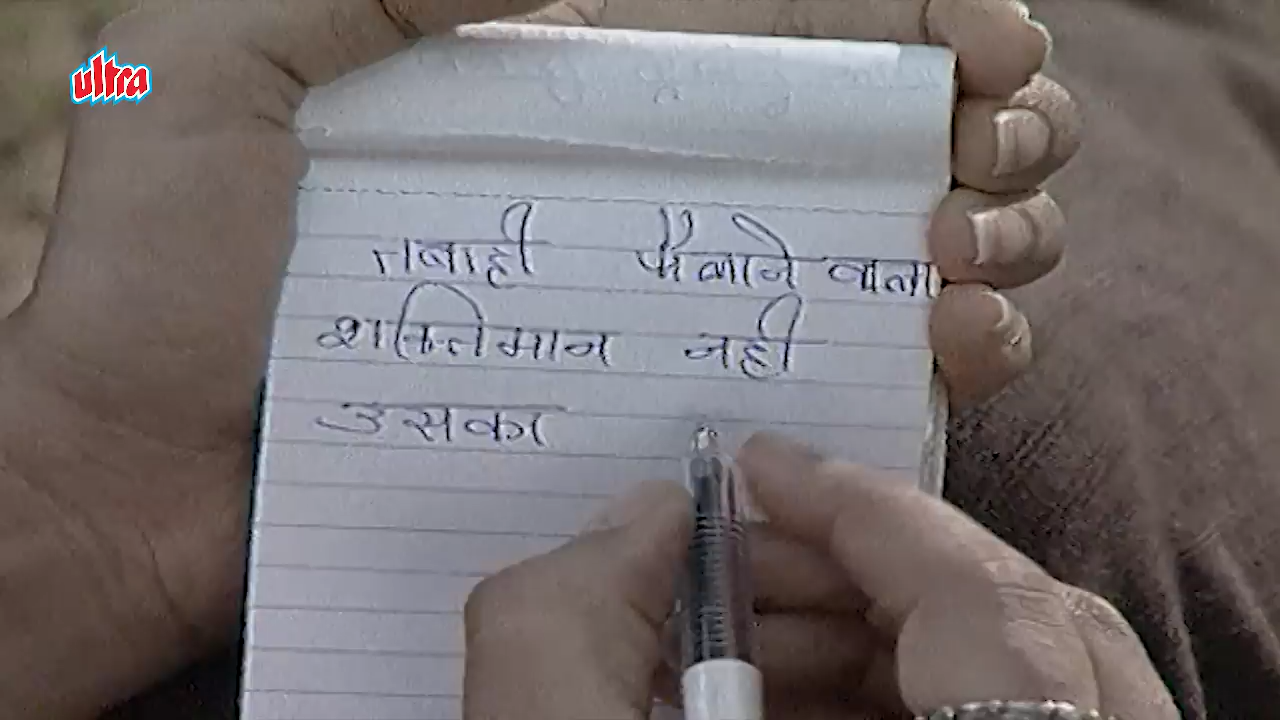 ultra
तबाही फैलाने वाला
शक्तिमान नही
उसका